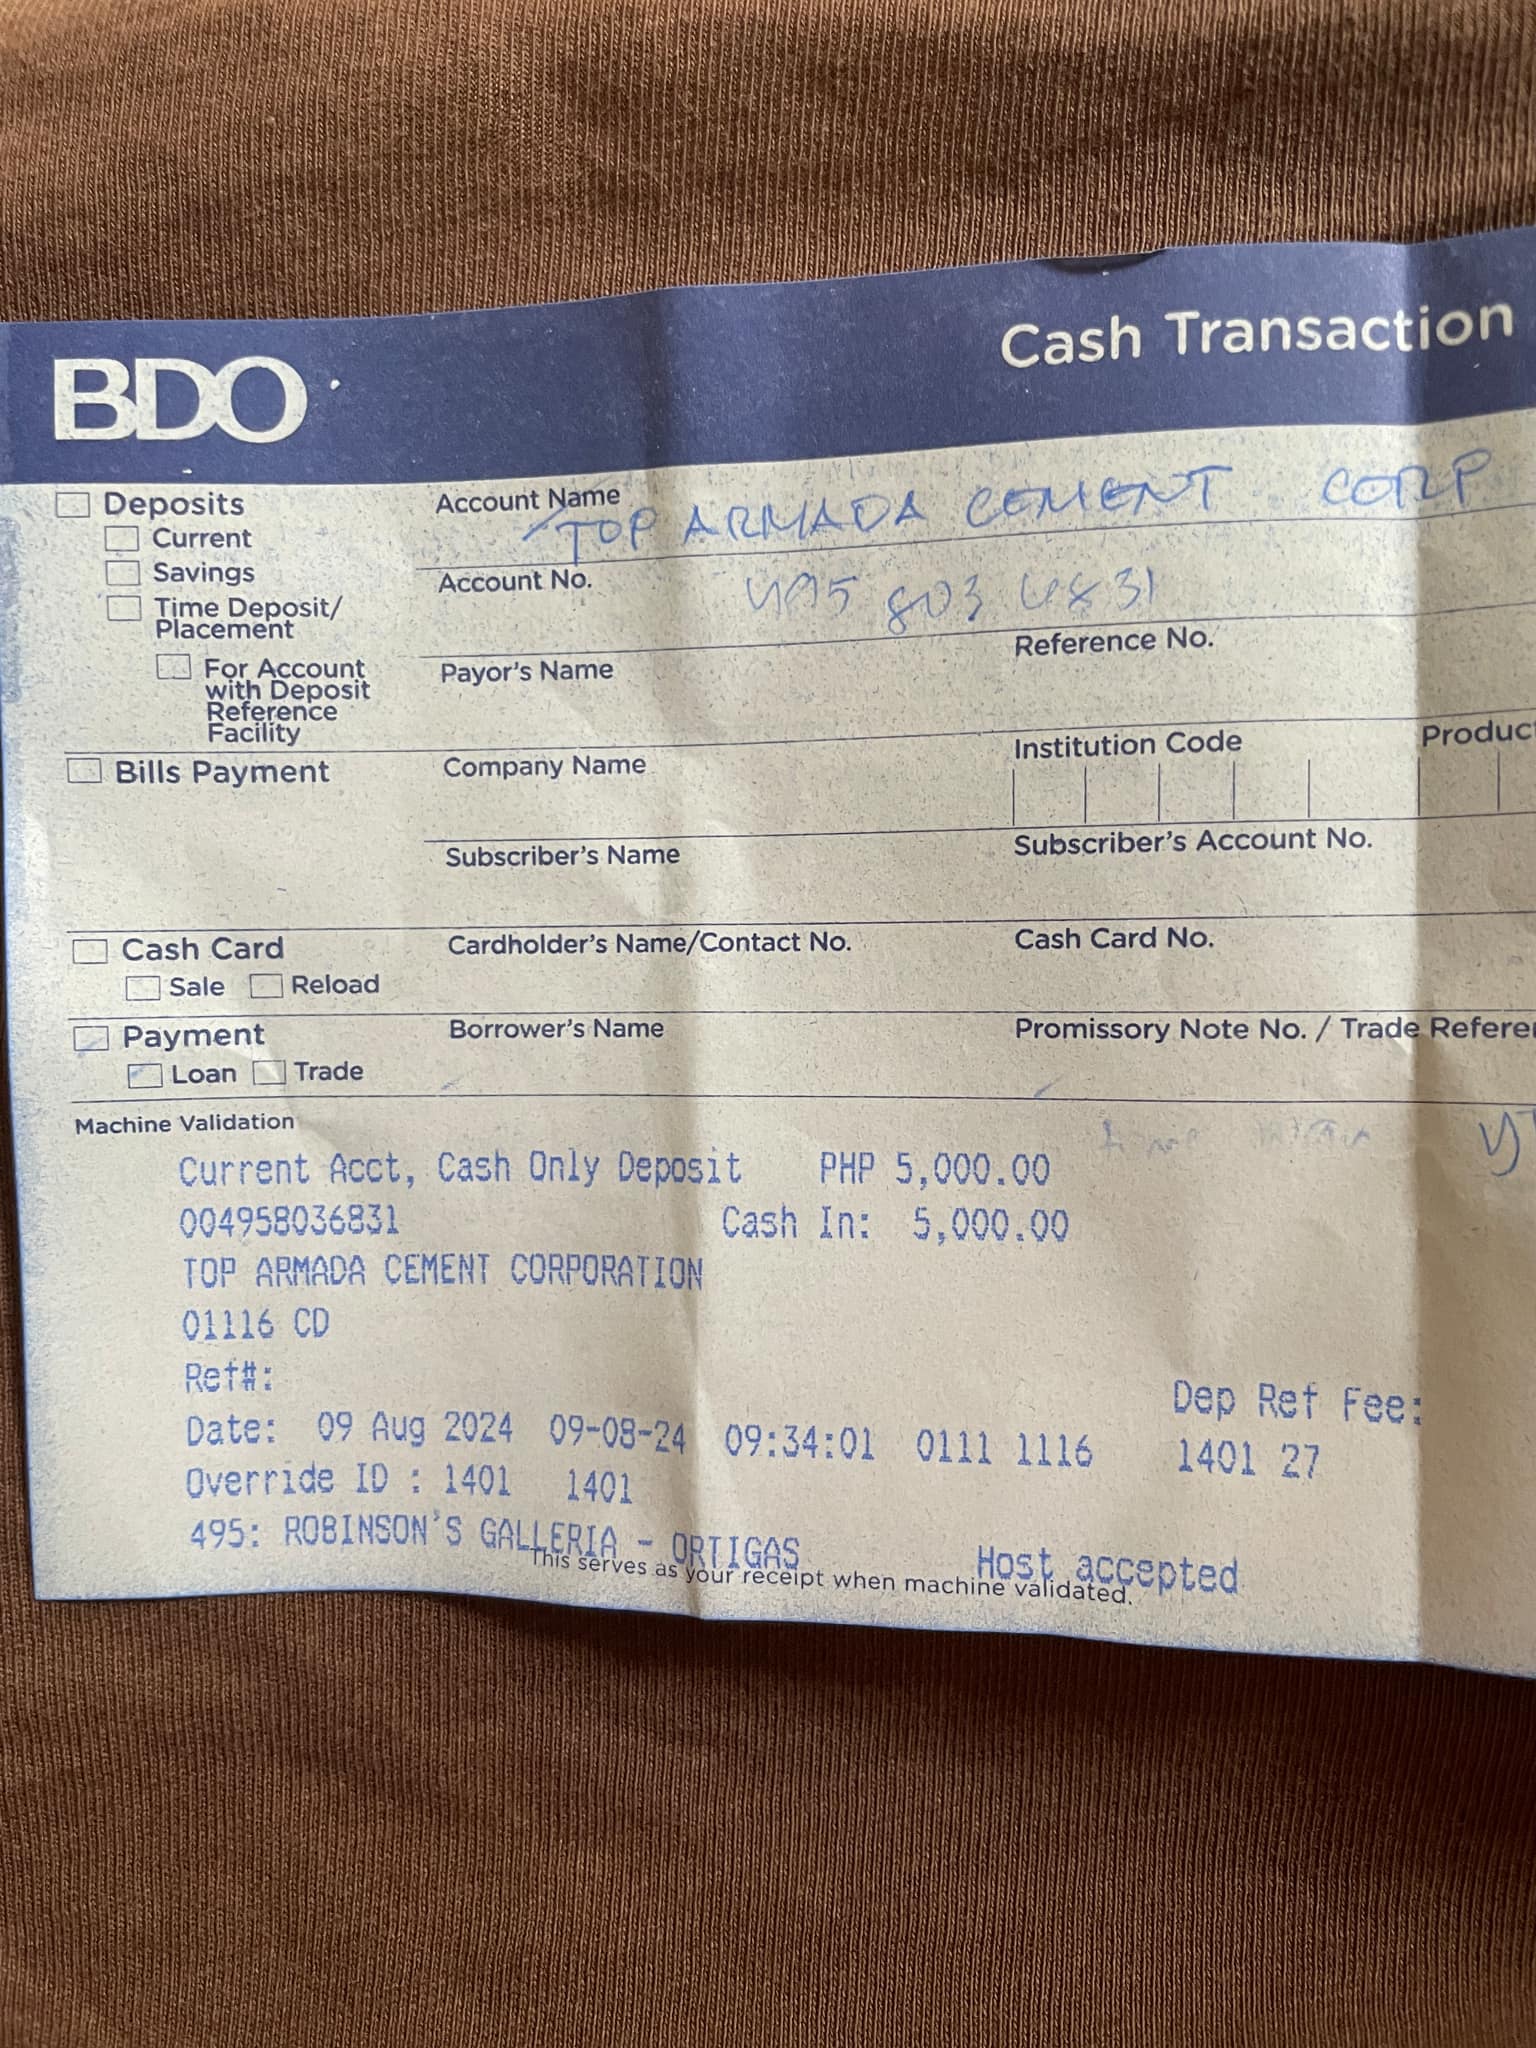 BDO
Cash Transaction
Deposits
Current
Savings
Time Deposit/
Placement
For Account
with Deposit
Reference
Facility
Account Name TOP ARMADA CEMENT CORP
Account No. 495 803 6831
Payor's Name
Reference No.
Bills Payment
Company Name
Institution Code
Subscriber's Name
Subscriber's Account No.
Cash Card
Sale Reload
Cardholder's Name/Contact No.
Cash Card No.
Payment
Loan Trade
Borrower's Name
Promissory Note No. / Trade
Machine Validation
Current Acct, Cash Only Deposit PHP 5,000.00
004958036831 Cash In: 5,000.00
TOP ARMADA CEMENT CORPORATION
01116 CD
Ref#:
Dep Ref Fee:
Date: 09 Aug 2024 09-08-24 09:34:01 0111 1116 1401 27
Override ID : 1401 1401
495: ROBINSON'S GALLERIA - ORTIGAS Host accepted
This serves as your receipt when machine validated.